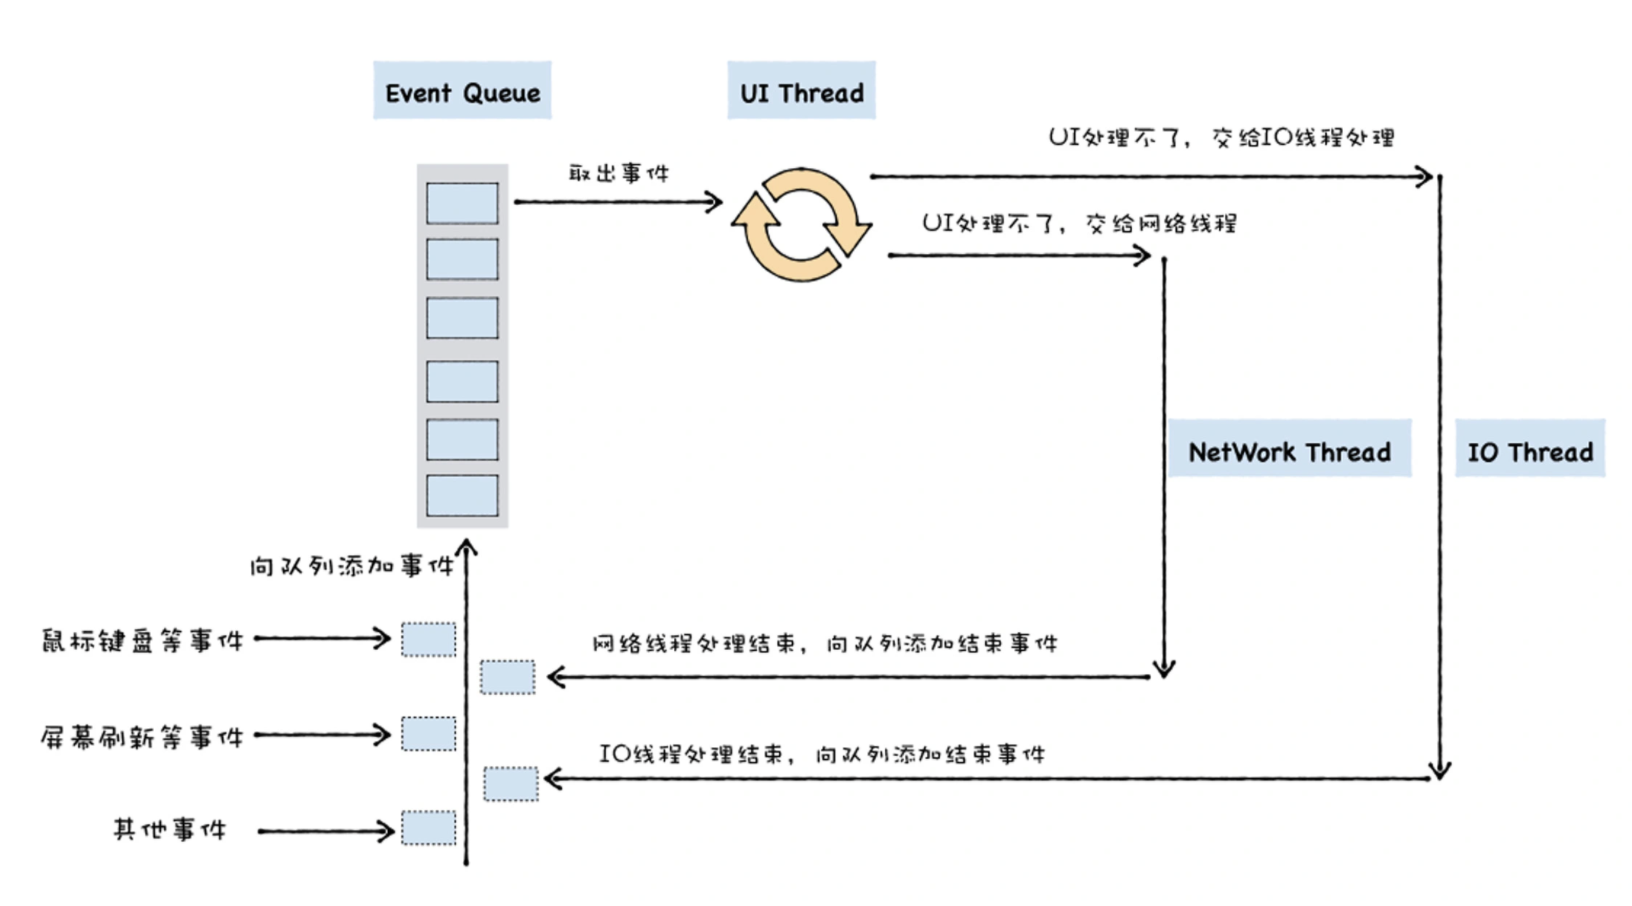 Event Queue
UI Thread
UI处理不了，交给IO线程处理
取出事件
UI处理不了，交给网络线程
NetWork Thread
IO Thread
向队列添加事件
鼠标键盘等事件
网络线程处理结束，向队列添加结束事件
屏幕刷新等事件
IO线程处理结束，向队列添加结束事件
其他事件